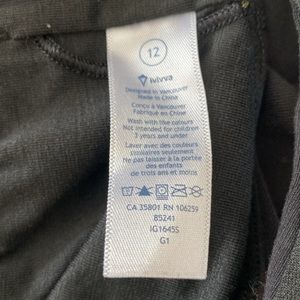 12
ivivva
Designed in Vancouver
Made in China
Conçu à Vancouver
Fabriqué en Chine
Wash with like colours
Not intended for children
3 years and under
Laver avec des couleurs
similaires seulement
Ne pas laisser à la portée
des enfants
de trois ans et moins
CA 35801 RN 106259
85241
IG1645S
G1